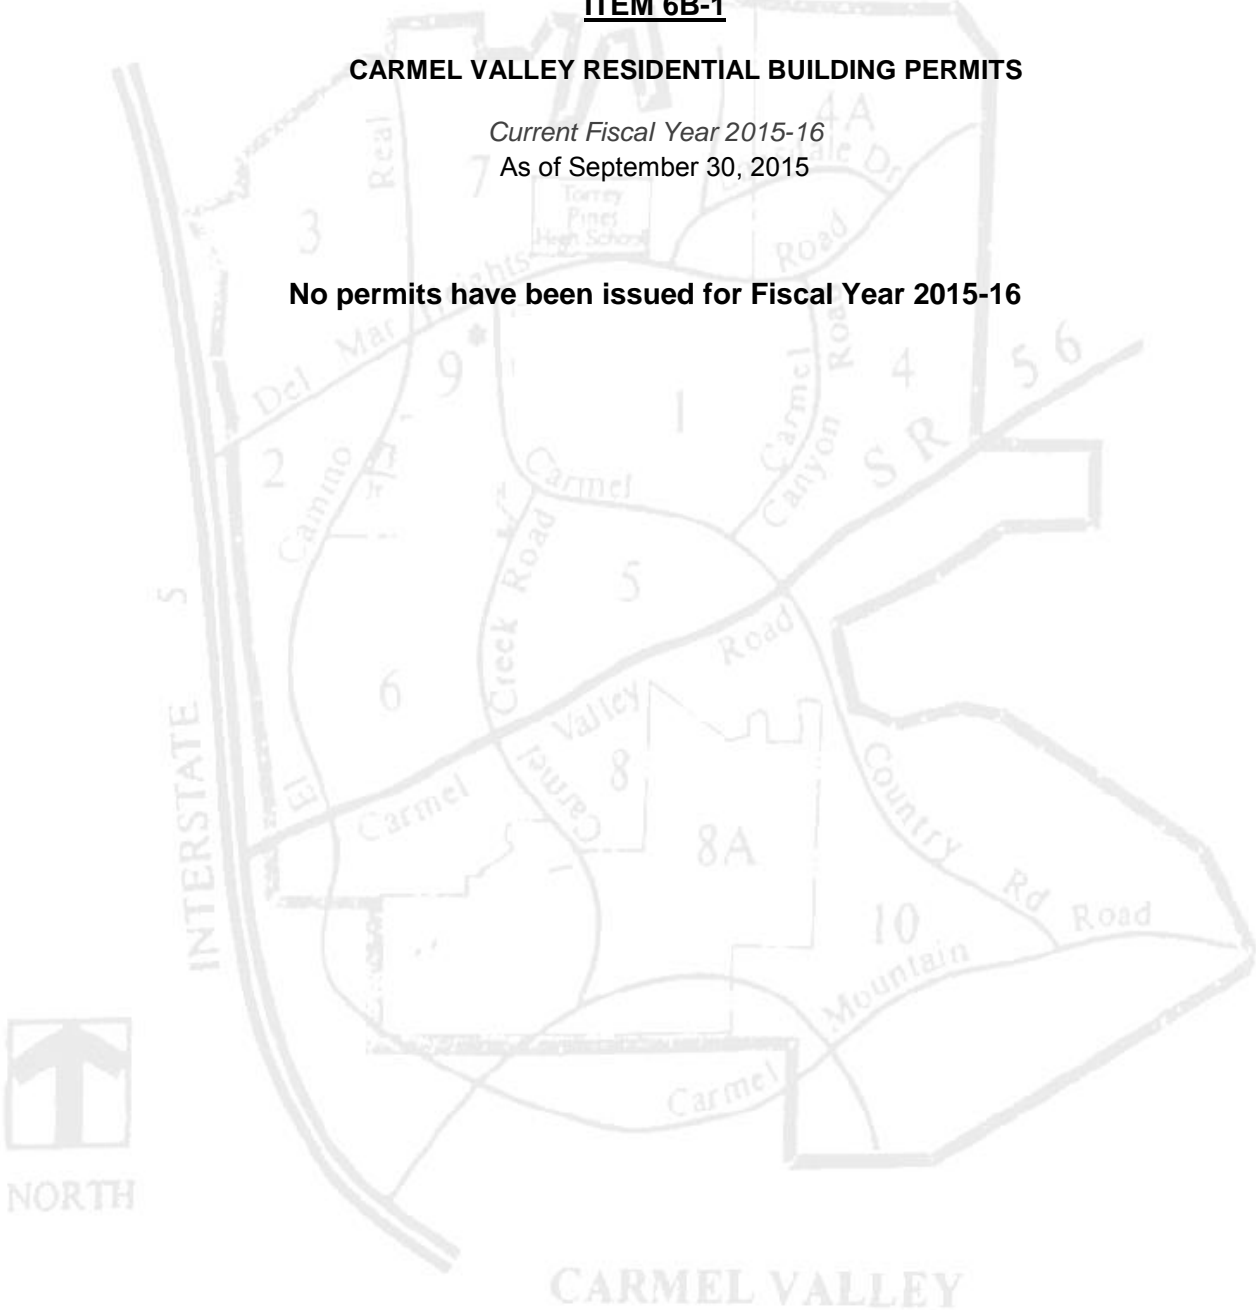 ITEM 6B-1
CARMEL VALLEY RESIDENTIAL BUILDING PERMITS
Current Fiscal Year 2015-16
As of September 30, 2015
No permits have been issued for Fiscal Year 2015-16
4A
Real
7
Dr
Torrey
Pines
High School
3
Road
Heights
Del Mar
9
Road
4
5 6
1
Carmel
Canyon
S R
2
Camino
Carmel
Creek Road
5
5
Road
6
Valley
INTERSTATE
El
Carmel
Carmel
8
8A
Country
Rd
Road
10
Mountain
Carmel
NORTH
CARMEL VALLEY